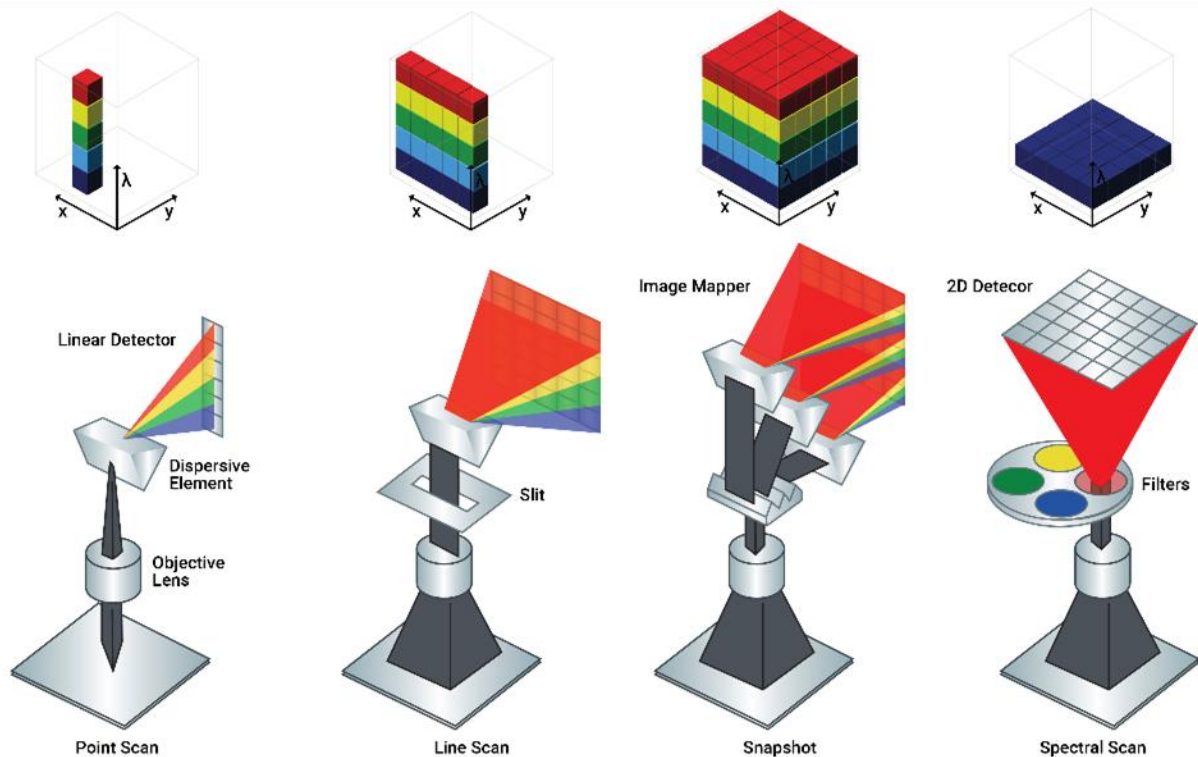 λ
x
y
λ
x
y
λ
x
y
λ
x
y
Linear Detector
Dispersive
Element
Objective
Lens
Point Scan
Slit
Line Scan
Image Mapper
Snapshot
2D Detecor
Filters
Spectral Scan